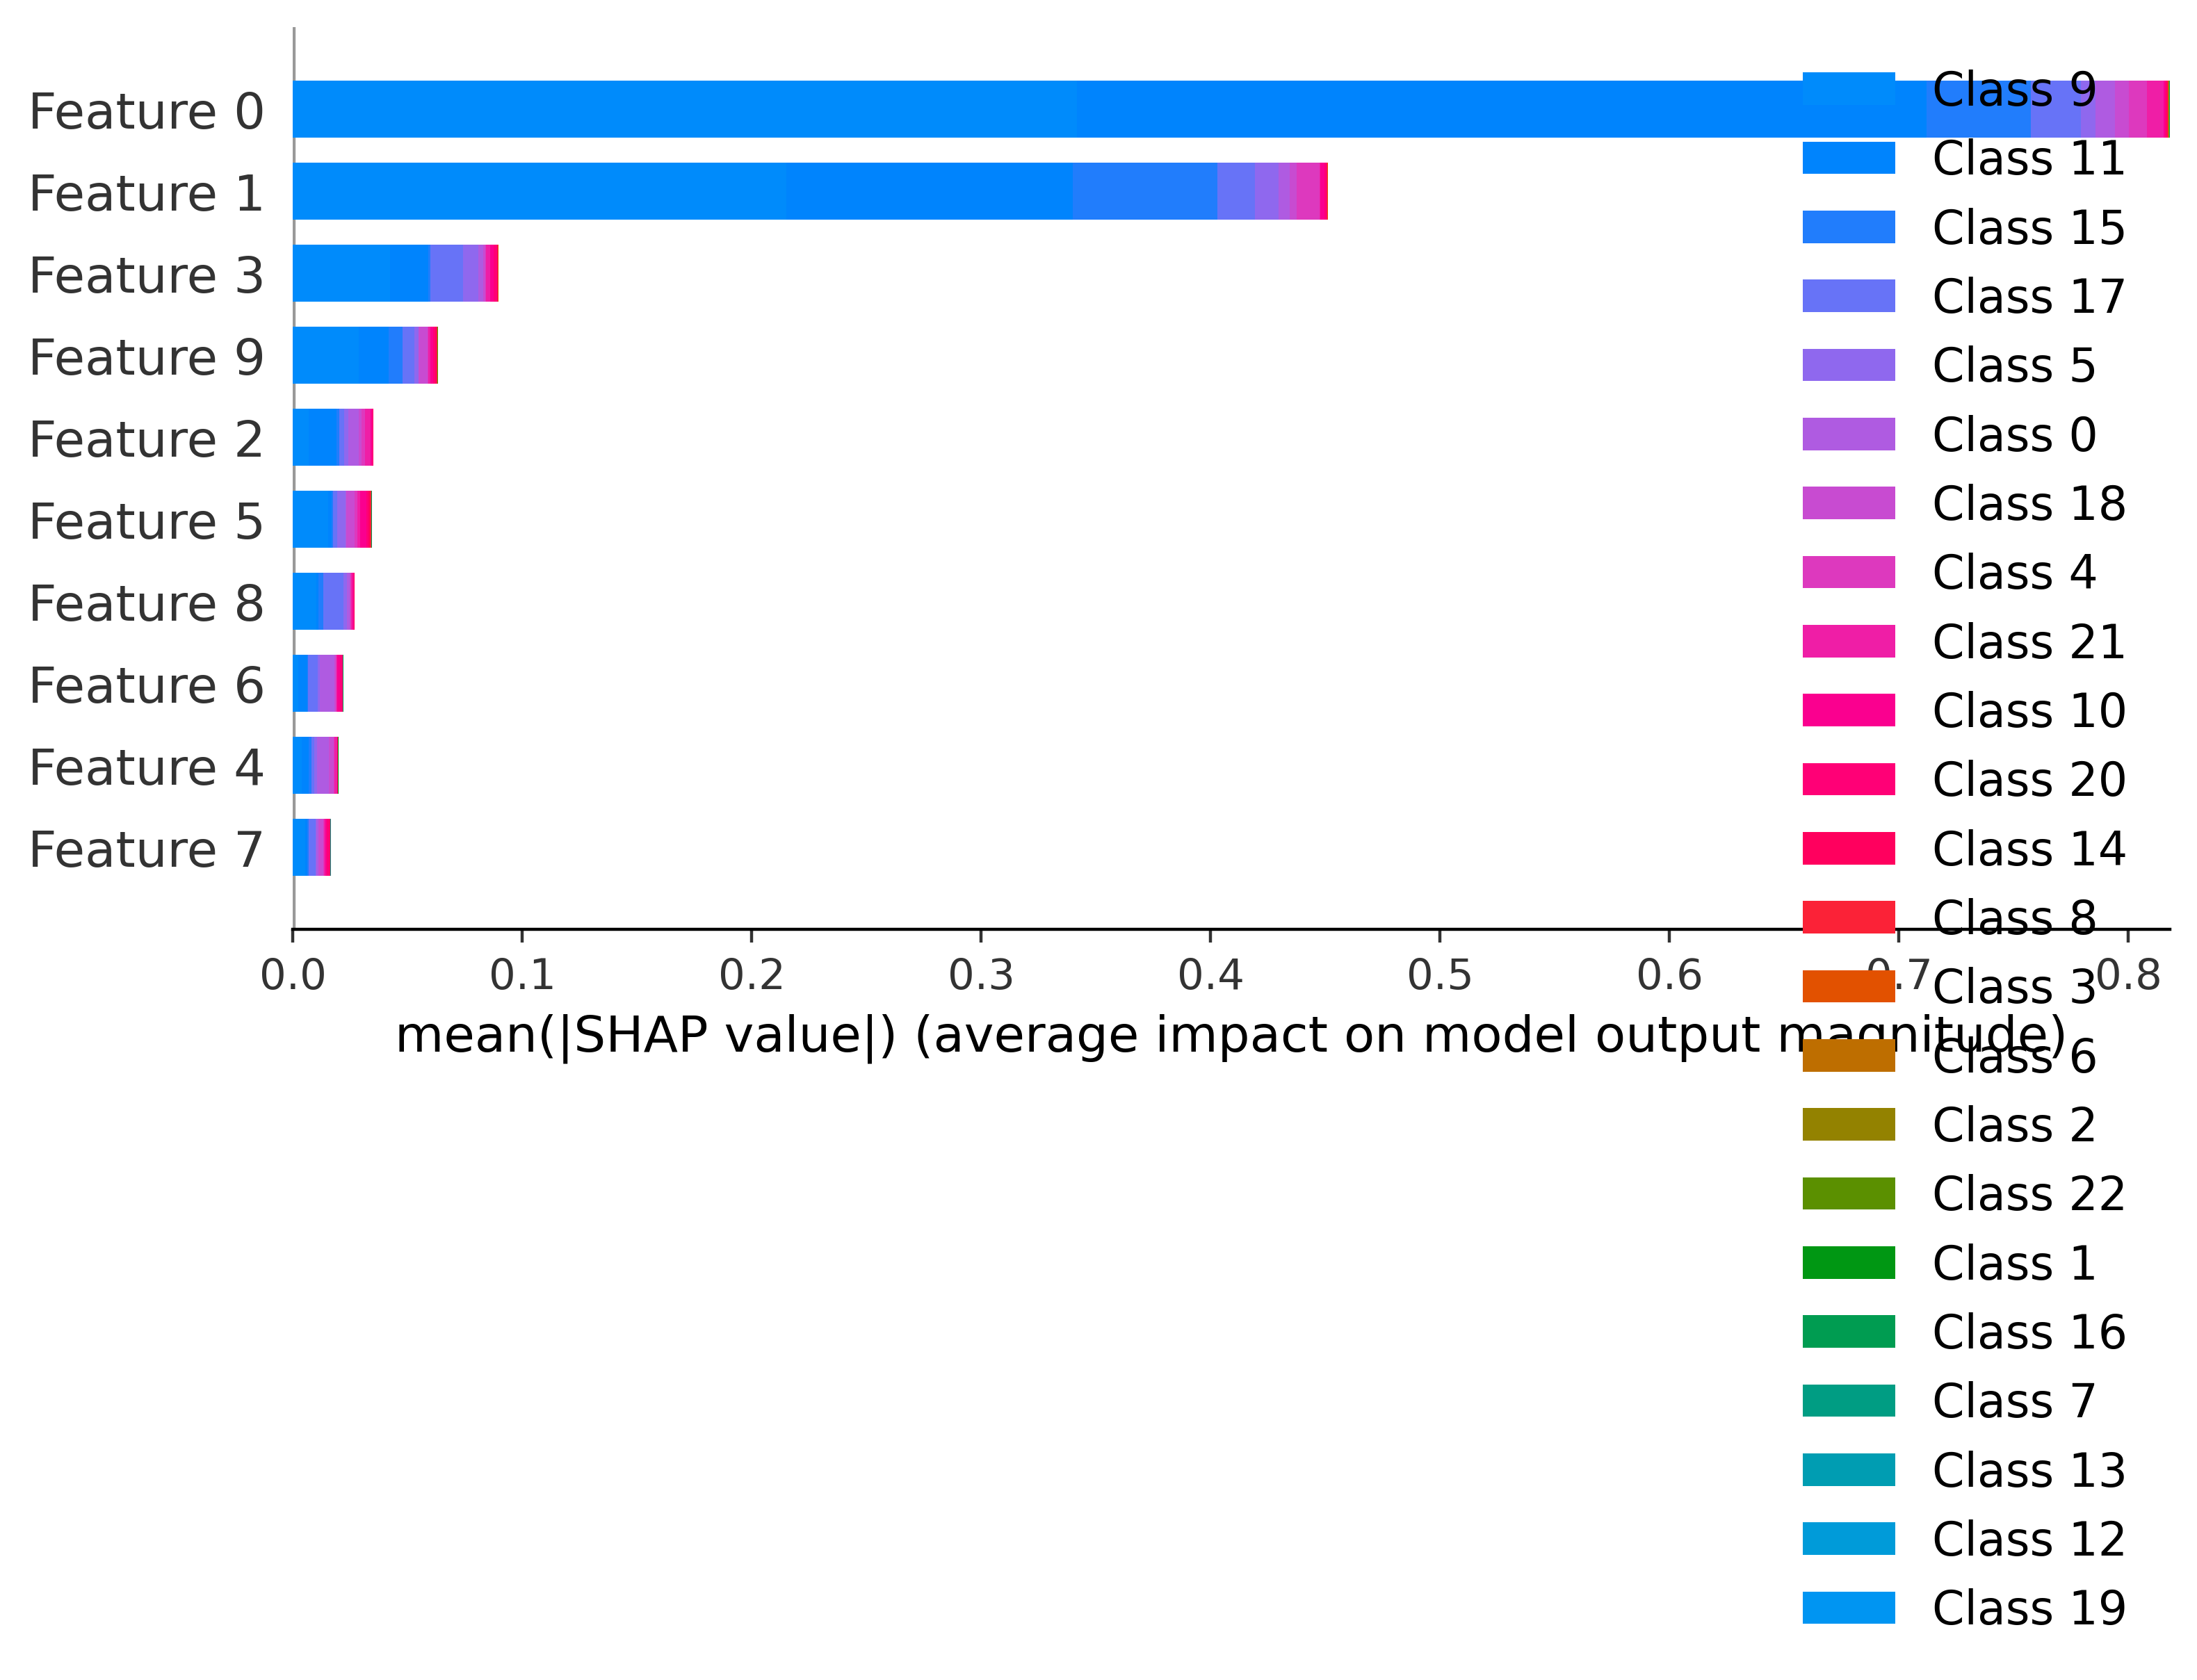 Feature 0
Feature 1
Feature 3
Feature 9
Feature 2
Feature 5
Feature 8
Feature 6
Feature 4
Feature 7
0.0 0.1 0.2 0.3 0.4 0.5 0.6 0.7 0.8
mean(|SHAP value|) (average impact on model output magnitude)
Class 9
Class 11
Class 15
Class 17
Class 5
Class 0
Class 18
Class 4
Class 21
Class 10
Class 20
Class 14
Class 8
Class 3
Class 6
Class 2
Class 22
Class 1
Class 16
Class 7
Class 13
Class 12
Class 19